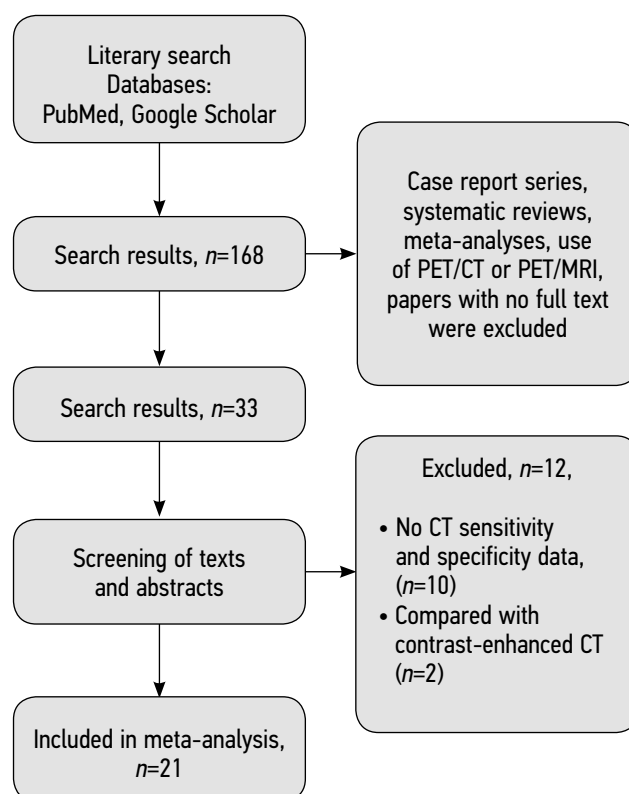 Literary search
Databases:
PubMed, Google Scholar
Search results, n=168
Case report series,
systematic reviews,
meta-analyses, use
of PET/CT or PET/MRI,
papers with no full text
were excluded
Search results, n=33
Screening of texts
and abstracts
Excluded, n=12,
• No CT sensitivity
and specificity data,
(n=10)
• Compared with
contrast-enhanced CT
(n=2)
Included in meta-analysis,
n=21